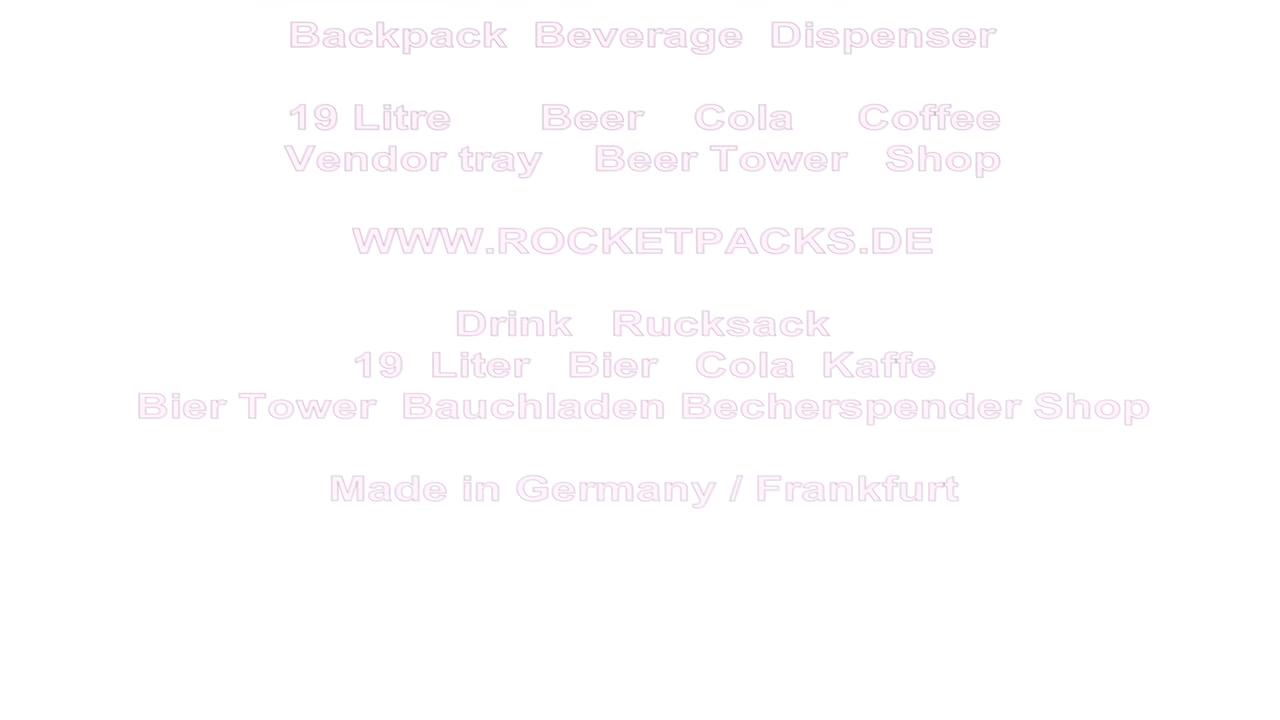 Backpack Beverage Dispenser
19 Litre Beer Cola Coffee
Vendor tray Beer Tower Shop
WWW.ROCKETPACKS.DE
Drink Rucksack
19 Liter Bier Cola Kaffe
Bier Tower Bauchladen Becherspender Shop
Made in Germany / Frankfurt